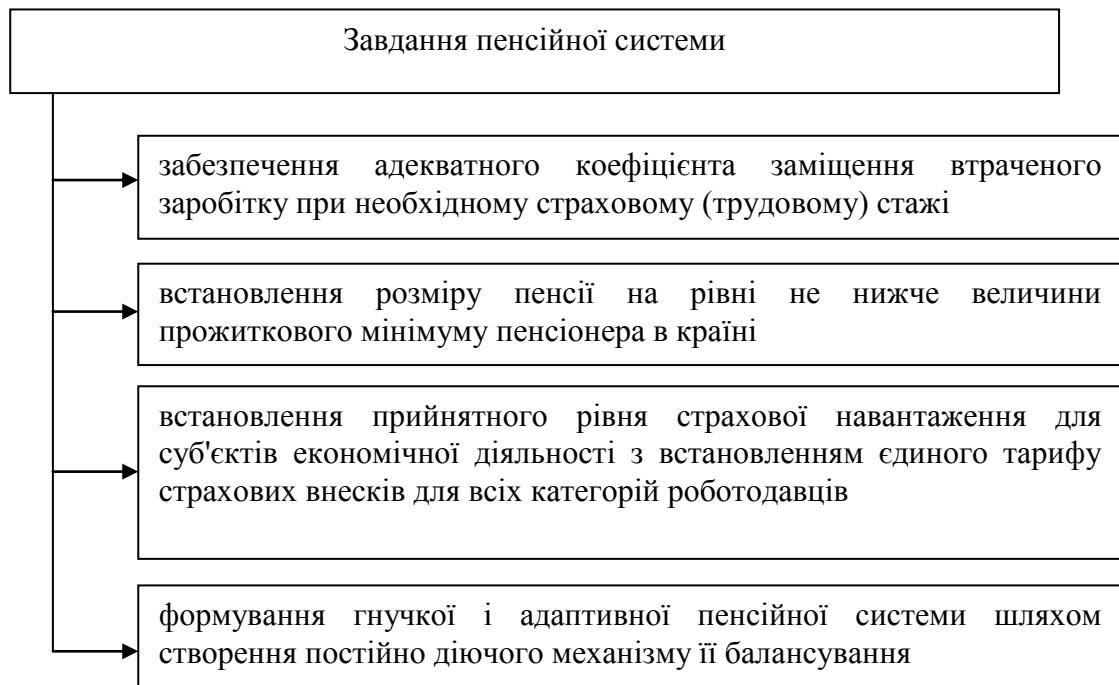 Завдання пенсійної системи
забезпечення адекватного коефіцієнта заміщення втраченого
заробітку при необхідному страховому (трудовому) стажі
встановлення розміру пенсії на рівні не нижче величини
прожиткового мінімуму пенсіонера в країні
встановлення прийнятного рівня страхової навантаження для
суб'єктів економічної діяльності з встановленням єдиного тарифу
страхових внесків для всіх категорій роботодавців
формування гнучкої і адаптивної пенсійної системи шляхом
створення постійно діючого механізму її балансування